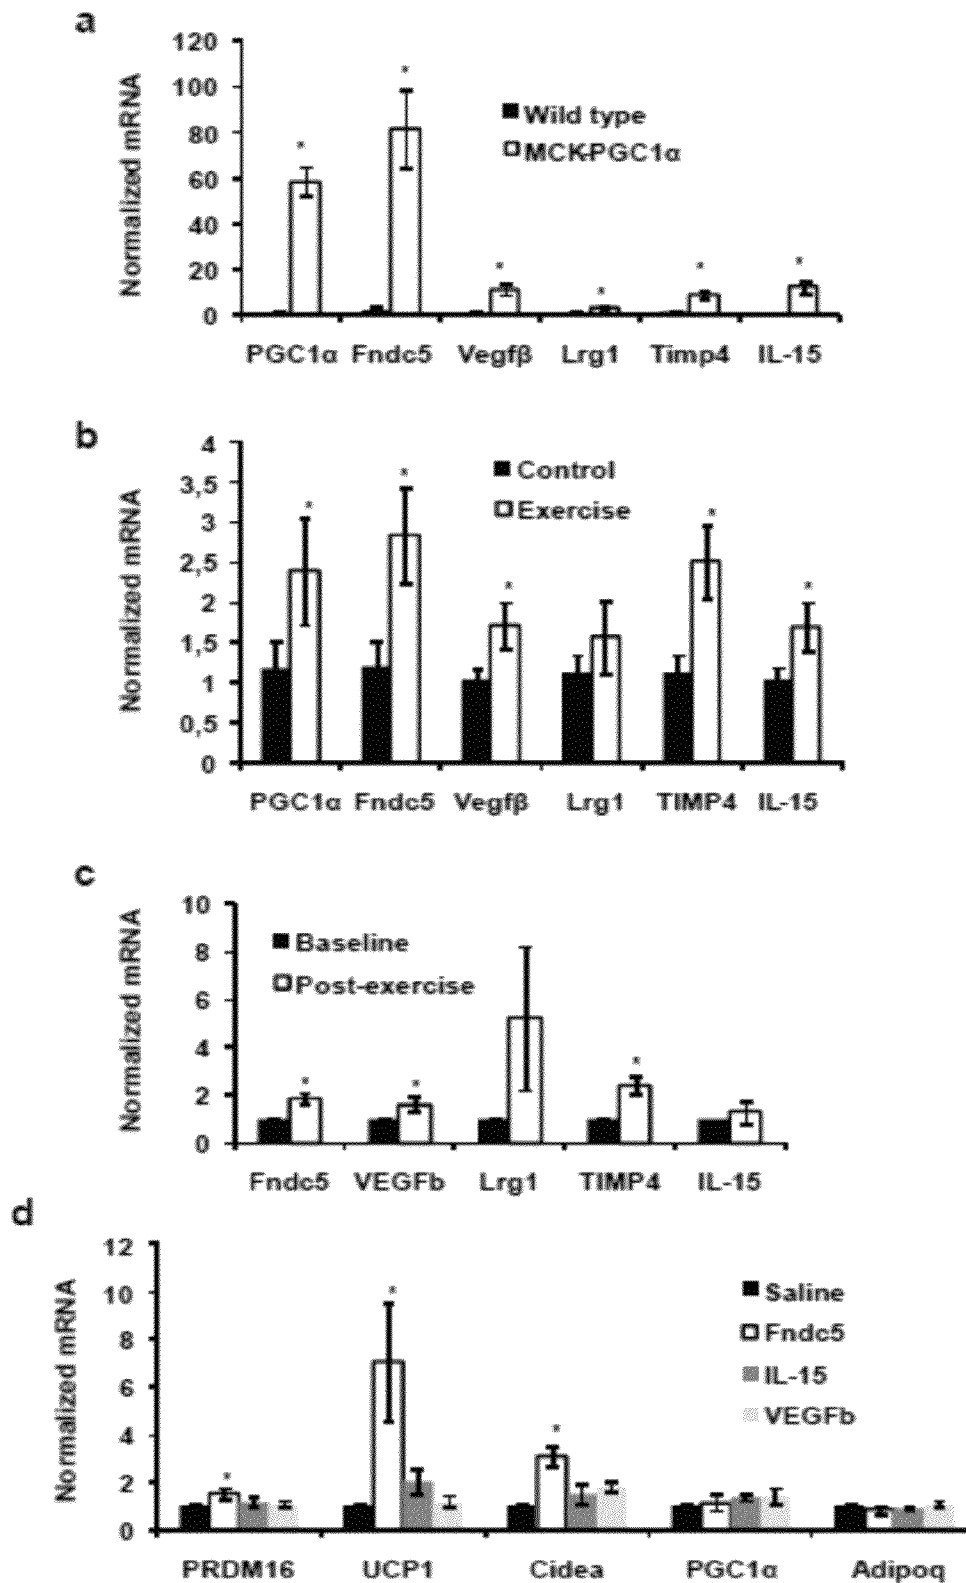 a
Normalized mRNA
120
100
80
60
40
20
0
Wild type
MCK-PGC1α
* * * * * *
PGC1α Fndc5 Vegfβ Lrg1 Timp4 IL-15
b
Normalized mRNA
4
3,5
3
2,5
2
1,5
1
0,5
0
Control
Exercise
* * * * *
PGC1α Fndc5 Vegfβ Lrg1 TIMP4 IL-15
c
Normalized mRNA
10
8
6
4
2
0
Baseline
Post-exercise
* * *
Fndc5 VEGFb Lrg1 TIMP4 IL-15
d
Normalized mRNA
12
10
8
6
4
2
0
Saline
Fndc5
IL-15
VEGFb
* * *
PRDM16 UCP1 Cidea PGC1α Adipoq